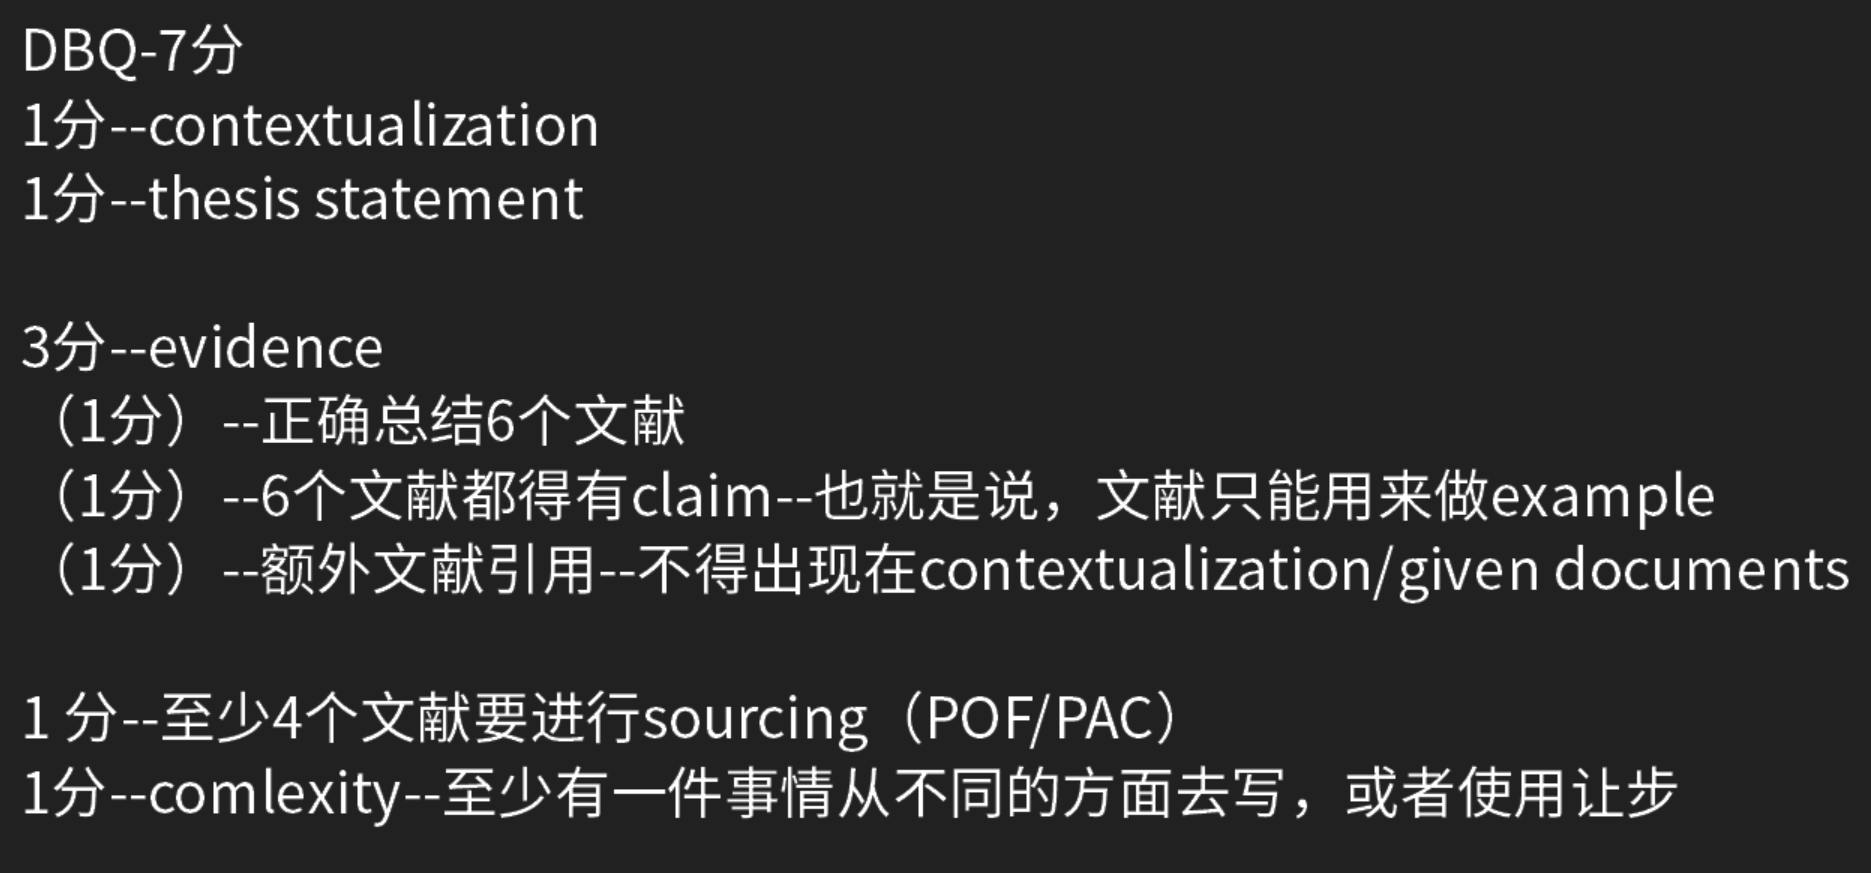 DBQ-7分
1分--contextualization
1分--thesis statement
3分--evidence
（1分）--正确总结6个文献
（1分）--6个文献都得有claim--也就是说，文献只能用来做example
（1分）--额外文献引用--不得出现在contextualization/given documents
1 分--至少4个文献要进行sourcing（POF/PAC）
1分--comlexity--至少有一件事情从不同的方面去写，或者使用让步